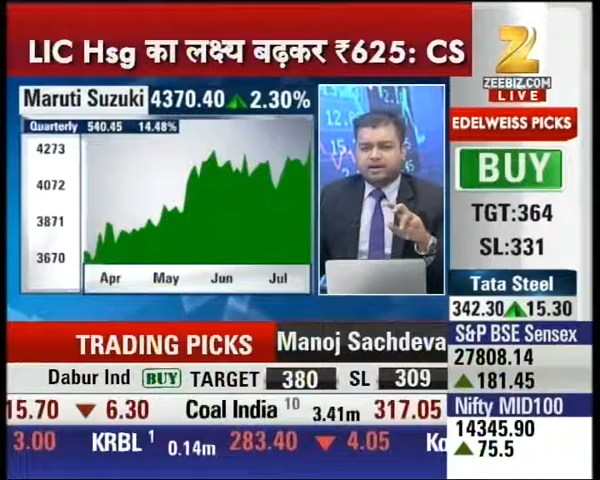 LIC Hsg का लक्ष्य बढ़कर ₹625: CS
ZEEBIZ.COM
LIVE
Maruti Suzuki 4370.40 2.30%
Quarterly 540.45 14.48%
4273
4072
3871
3670
Apr May Jun Jul
EDELWEISS PICKS
BUY
TGT:364
SL:331
Tata Steel
342.30 15.30
S&P BSE Sensex
27808.14
181.45
Nifty MID100
14345.90
75.5
TRADING PICKS Manoj Sachdeva
Dabur Ind BUY TARGET 380 SL 309
15.70 6.30 Coal India 10 3.41m 317.05
3.00 KRBL 1 0.14m 283.40 4.05 Ko